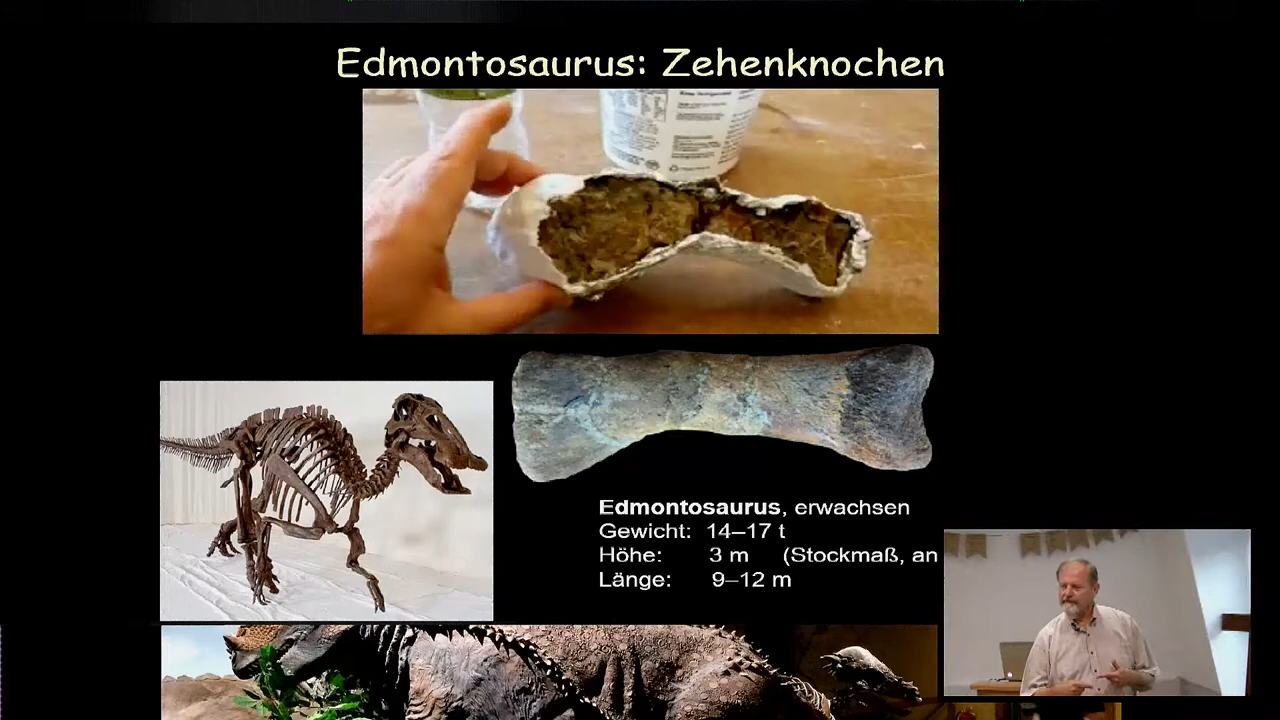 Edmontosaurus: Zehenknochen
Edmontosaurus, erwachsen
Gewicht: 14–17 t
Höhe: 3 m (Stockmaß, an
Länge: 9–12 m